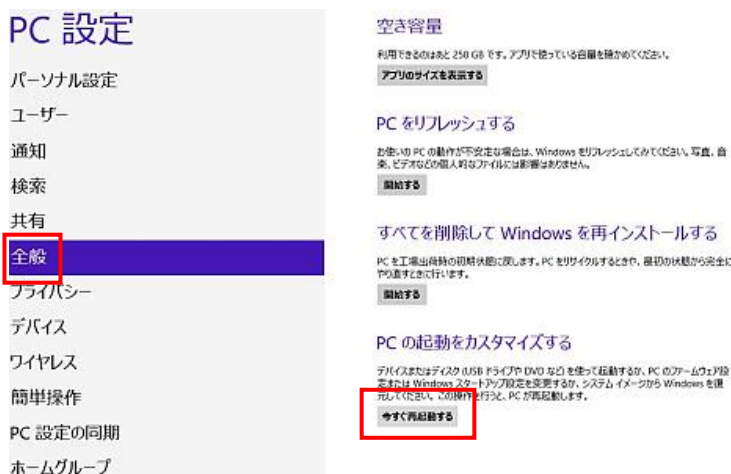 PC 設定
パーソナル設定
ユーザー
通知
検索
共有
全般
プライバシー
デバイス
ワイヤレス
簡単操作
PC 設定の同期
ホームグループ
空き容量
利用できるのはあと 250 GB です。アプリで使っている容量を確かめてください。
アプリのサイズを表示する
PC をリフレッシュする
お使いの PC の動作が不安定な場合は、Windows をリフレッシュしてみてください。写真、音
楽、ビデオなどの個人的なファイルには影響はありません。
開始する
すべてを削除して Windows を再インストールする
PC を工場出荷時の初期状態に戻します。PC をリサイクルするときや、最初の状態から完全に
やり直すときに行います。
開始する
PC の起動をカスタマイズする
デバイスまたはディスク (USB ドライブや DVD など) を使って起動するか、PC のファームウェア設
定または Windows スタートアップ設定を変更するか、システム イメージから Windows を復
元してください。この操作を行うと、PC が再起動します。
今すぐ再起動する